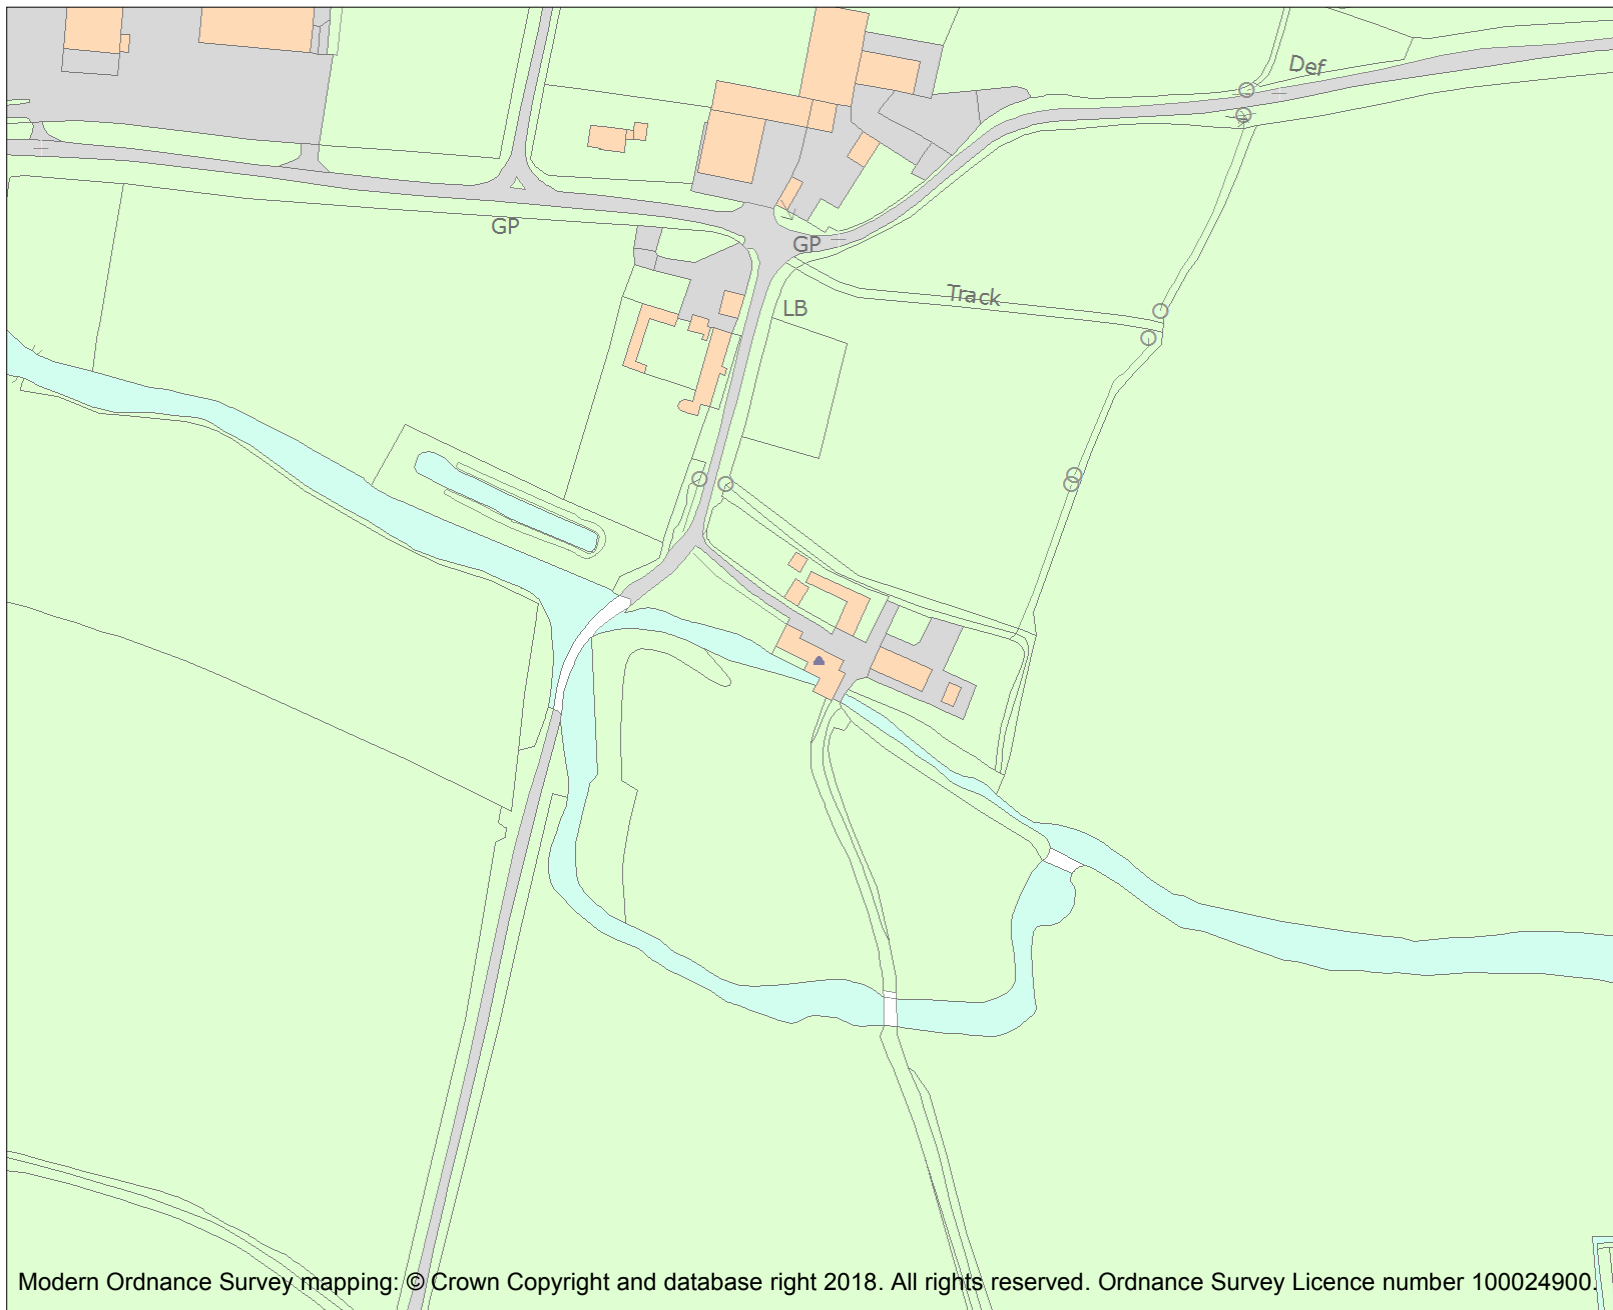 Def
GP
GP
Track
LB
Modern Ordnance Survey mapping: © Crown Copyright and database right 2018. All rights reserved. Ordnance Survey Licence number 100024900.